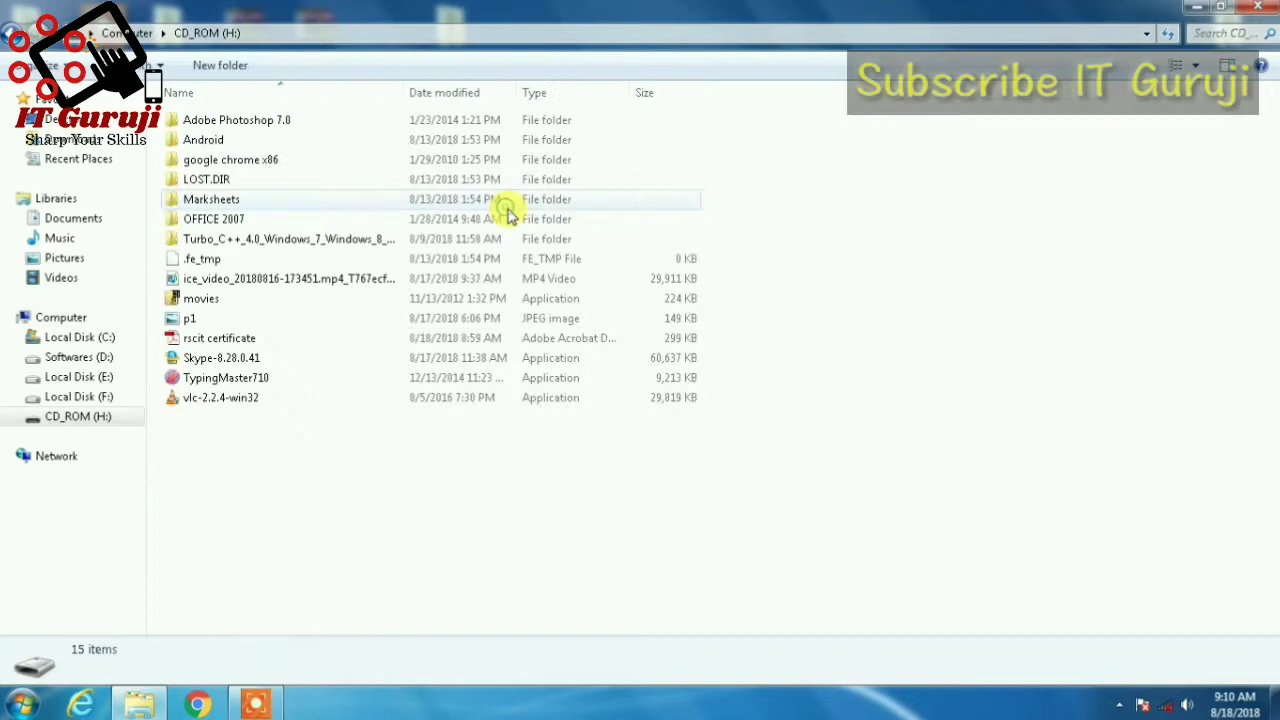 Computer CD_ROM (H:) Search CD_...
Subscribe IT Guruji
IT Guruji
Sharp Your Skills
New folder
Name Date modified Type Size
Adobe Photoshop 7.0 1/23/2014 1:21 PM File folder
Android 8/13/2018 1:53 PM File folder
google chrome x86 1/29/2010 1:25 PM File folder
LOST.DIR 8/13/2018 1:53 PM File folder
Marksheets 8/13/2018 1:54 PM File folder
OFFICE 2007 1/28/2014 9:48 AM File folder
Turbo_C++_4.0_Windows_7_Windows_8_... 8/9/2018 11:58 AM File folder
.fe_tmp 8/13/2018 1:54 PM FE_TMP File 0 KB
ice_video_20180816-173451.mp4_T767ecf... 8/17/2018 9:37 AM MP4 Video 29,911 KB
movies 11/13/2012 1:32 PM Application 224 KB
p1 8/17/2018 6:06 PM JPEG image 149 KB
rscit certificate 8/18/2018 8:59 AM Adobe Acrobat D... 299 KB
Skype-8.28.0.41 8/17/2018 11:38 AM Application 60,637 KB
TypingMaster710 12/13/2014 11:23 ... Application 9,213 KB
vlc-2.2.4-win32 8/5/2016 7:30 PM Application 29,819 KB
Recent Places
Libraries
Documents
Music
Pictures
Videos
Computer
Local Disk (C:)
Softwares (D:)
Local Disk (E:)
Local Disk (F:)
CD_ROM (H:)
Network
15 items
9:10 AM
8/18/2018